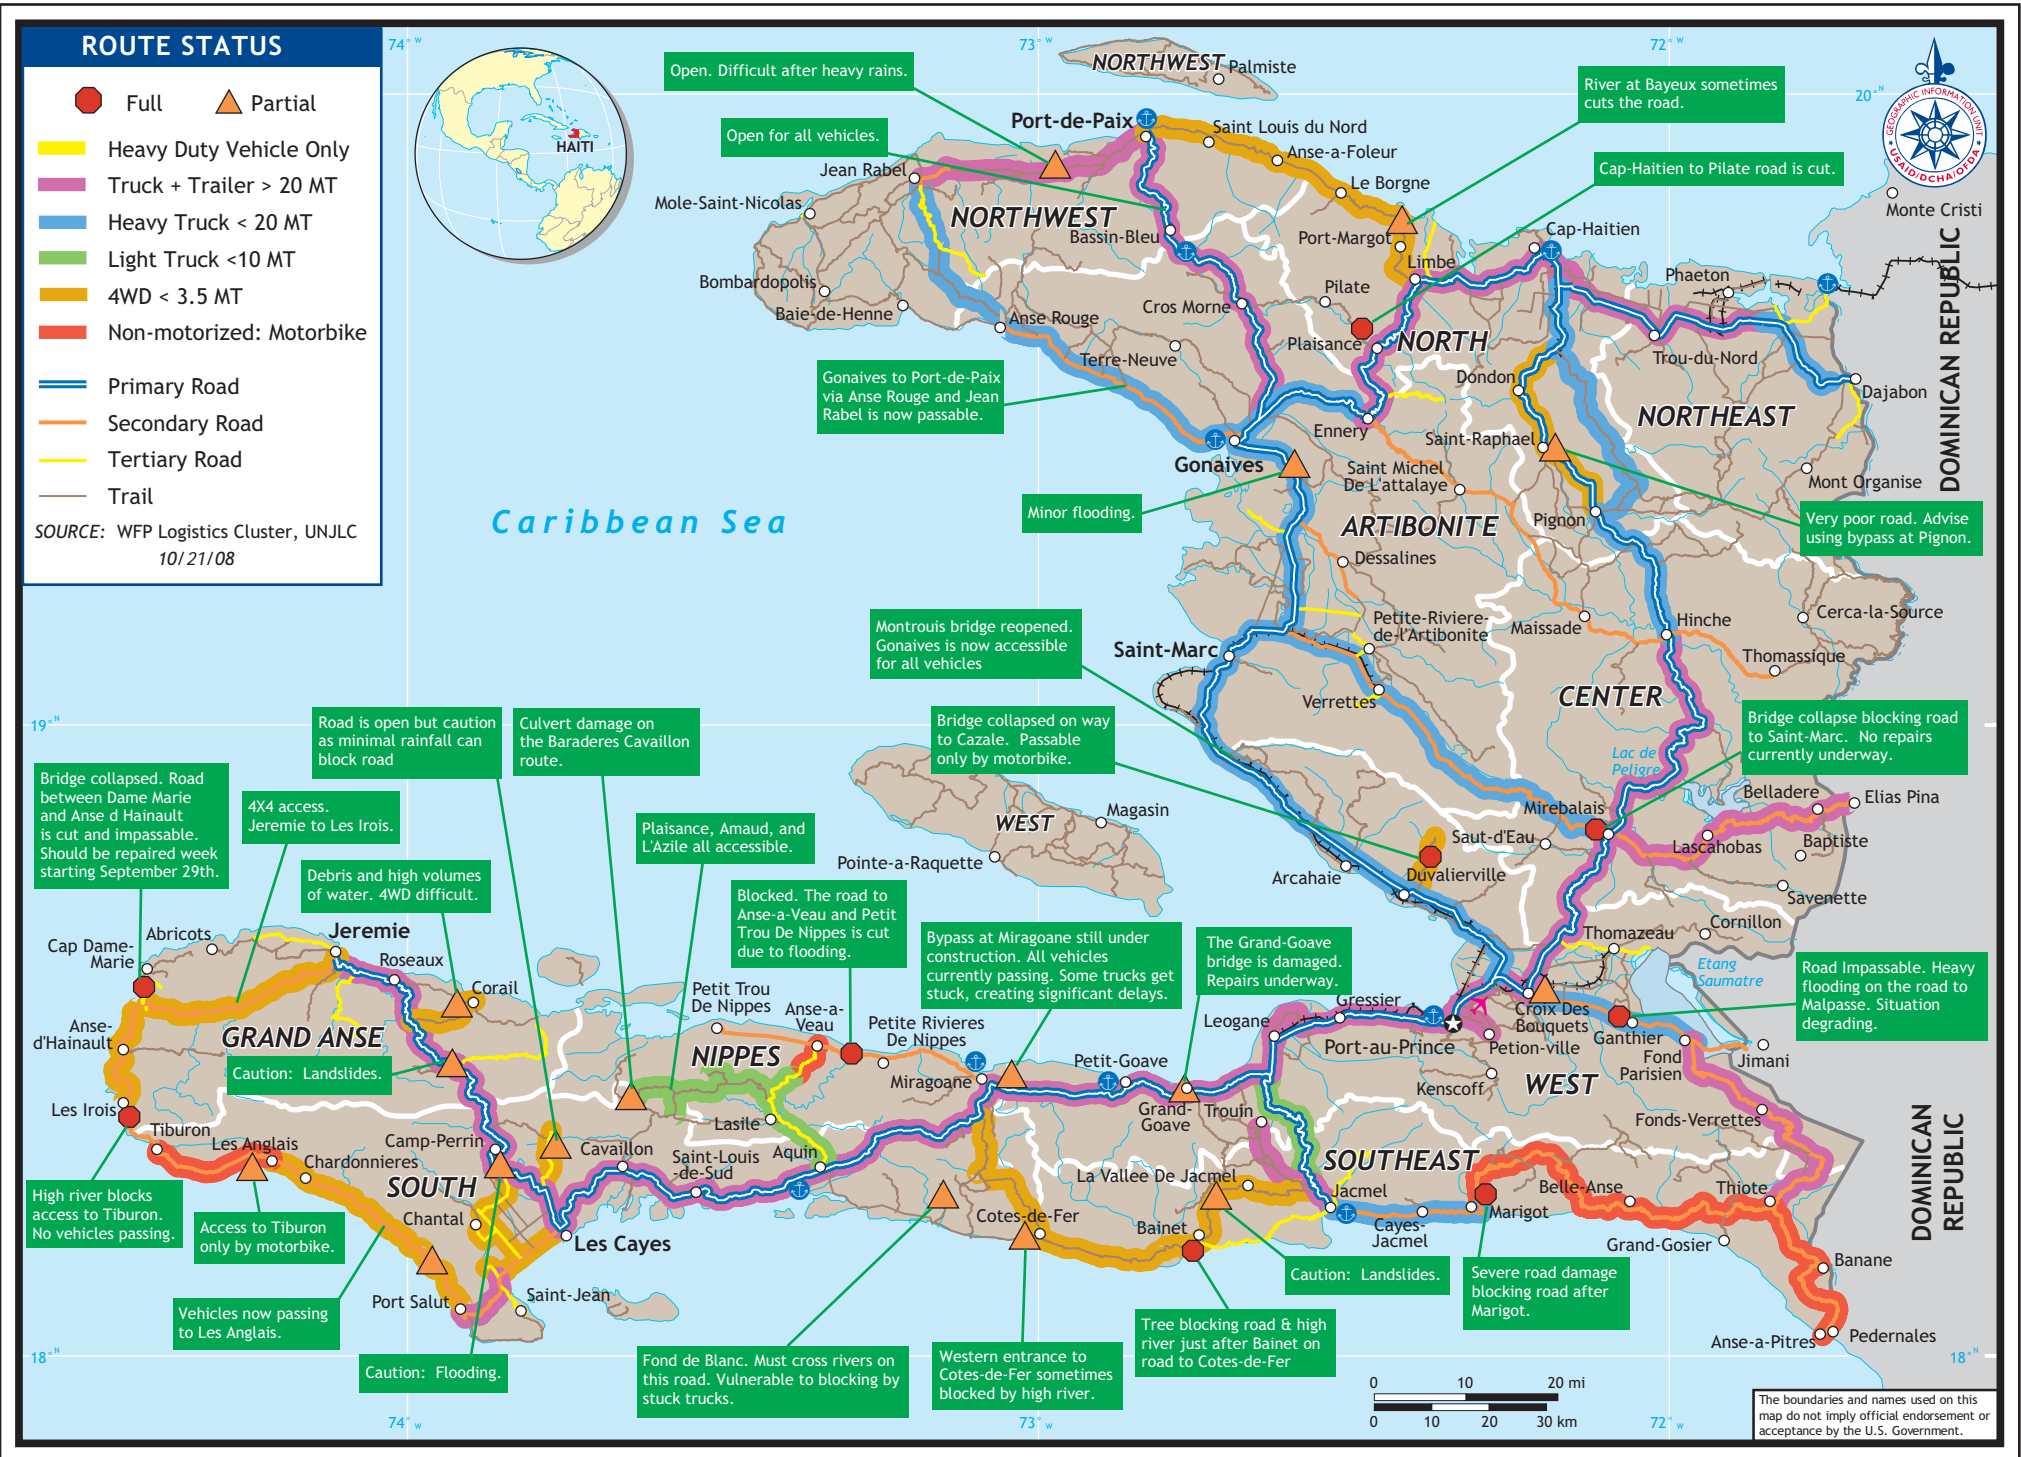 ROUTE STATUS
Full
Partial
Heavy Duty Vehicle Only
Truck + Trailer > 20 MT
Heavy Truck < 20 MT
Light Truck <10 MT
4WD < 3.5 MT
Non-motorized: Motorbike
Primary Road
Secondary Road
Tertiary Road
Trail
SOURCE: WFP Logistics Cluster, UNJLC
10/21/08
HAITI
74° W
73° W
72° W
20° N
GEOGRAPHIC INFORMATION UNIT
USAID/DCHA/OFDA
Open. Difficult after heavy rains.
NORTHWEST
Palmiste
River at Bayeux sometimes
cuts the road.
Open for all vehicles.
Port-de-Paix
Saint Louis du Nord
Anse-a-Foleur
Cap-Haitien to Pilate road is cut.
Jean Rabel
Le Borgne
Mole-Saint-Nicolas
NORTHWEST
Bassin-Bleu
Port-Margot
Cap-Haitien
Monte Cristi
Limbe
Phaeton
Bombardopolis
Pilate
Baie-de-Henne
Anse Rouge
Cros Morne
Plaisance
NORTH
Trou-du-Nord
DOMINICAN REPUBLIC
Terre-Neuve
Gonaives to Port-de-Paix
via Anse Rouge and Jean
Rabel is now passable.
Dondon
Dajabon
NORTHEAST
Ennery
Saint-Raphael
Gonaives
Saint Michel
De L'attalaye
Mont Organise
Caribbean Sea
Minor flooding.
ARTIBONITE
Pignon
Very poor road. Advise
using bypass at Pignon.
Dessalines
Montrouis bridge reopened.
Gonaives is now accessible
for all vehicles
Petite-Riviere-
de-l'Artibonite
Maissade
Hinche
Cerca-la-Source
Saint-Marc
Thomassique
Verrettes
CENTER
19° N
Road is open but caution
as minimal rainfall can
block road
Culvert damage on
the Baraderes Cavaillon
route.
Bridge collapsed on way
to Cazale. Passable
only by motorbike.
Bridge collapse blocking road
to Saint-Marc. No repairs
currently underway.
Lac de
Peligre
Bridge collapsed. Road
between Dame Marie
and Anse d Hainault
is cut and impassable.
Should be repaired week
starting September 29th.
4X4 access.
Jeremie to Les Irois.
Plaisance, Arnaud, and
L'Azile all accessible.
WEST
Magasin
Pointe-a-Raquette
Mirebalais
Belladere
Elias Pina
Saut-d'Eau
Lascahobas
Baptiste
Arcahaie
Duvalierville
Savenette
Debris and high volumes
of water. 4WD difficult.
Blocked. The road to
Anse-a-Veau and Petit
Trou De Nippes is cut
due to flooding.
Bypass at Miragoane still under
construction. All vehicles
currently passing. Some trucks get
stuck, creating significant delays.
The Grand-Goave
bridge is damaged.
Repairs underway.
Cornillon
Thomazeau
Etang
Saumatre
Road Impassable. Heavy
flooding on the road to
Malpasse. Situation
degrading.
Cap Dame-
Marie
Abricots
Jeremie
Roseaux
Corail
Petit Trou
De Nippes
Anse-a-
Veau
Petite Rivieres
De Nippes
Gressier
Leogane
Croix Des
Bouquets
Port-au-Prince
Petion-ville
Ganthier
Fond
Parisien
Jimani
Anse-
d'Hainault
GRAND ANSE
NIPPES
Caution: Landslides.
Miragoane
Petit-Goave
Kenscoff
WEST
Les Irois
Lasile
Grand-
Goave
Trouin
Fonds-Verrettes
Tiburon
Les Anglais
Camp-Perrin
Cavaillon
Aquin
Chardonnieres
SOUTH
Saint-Louis
-de-Sud
La Vallee De Jacmel
SOUTHEAST
DOMINICAN
REPUBLIC
High river blocks
access to Tiburon.
No vehicles passing.
Access to Tiburon
only by motorbike.
Chantal
Jacmel
Belle-Anse
Thiote
Cotes-de-Fer
Bainet
Cayes-
Jacmel
Marigot
Les Cayes
Grand-Gosier
Banane
Caution: Landslides.
Severe road damage
blocking road after
Marigot.
Vehicles now passing
to Les Anglais.
Port Salut
Saint-Jean
Tree blocking road & high
river just after Bainet on
road to Cotes-de-Fer
Anse-a-Pitres
Pedernales
18° N
18° N
Caution: Flooding.
Fond de Blanc. Must cross rivers on
this road. Vulnerable to blocking by
stuck trucks.
Western entrance to
Cotes-de-Fer sometimes
blocked by high river.
0 10 20 mi
0 10 20 30 km
The boundaries and names used on this
map do not imply official endorsement or
acceptance by the U.S. Government.
74° W
73° W
72° W